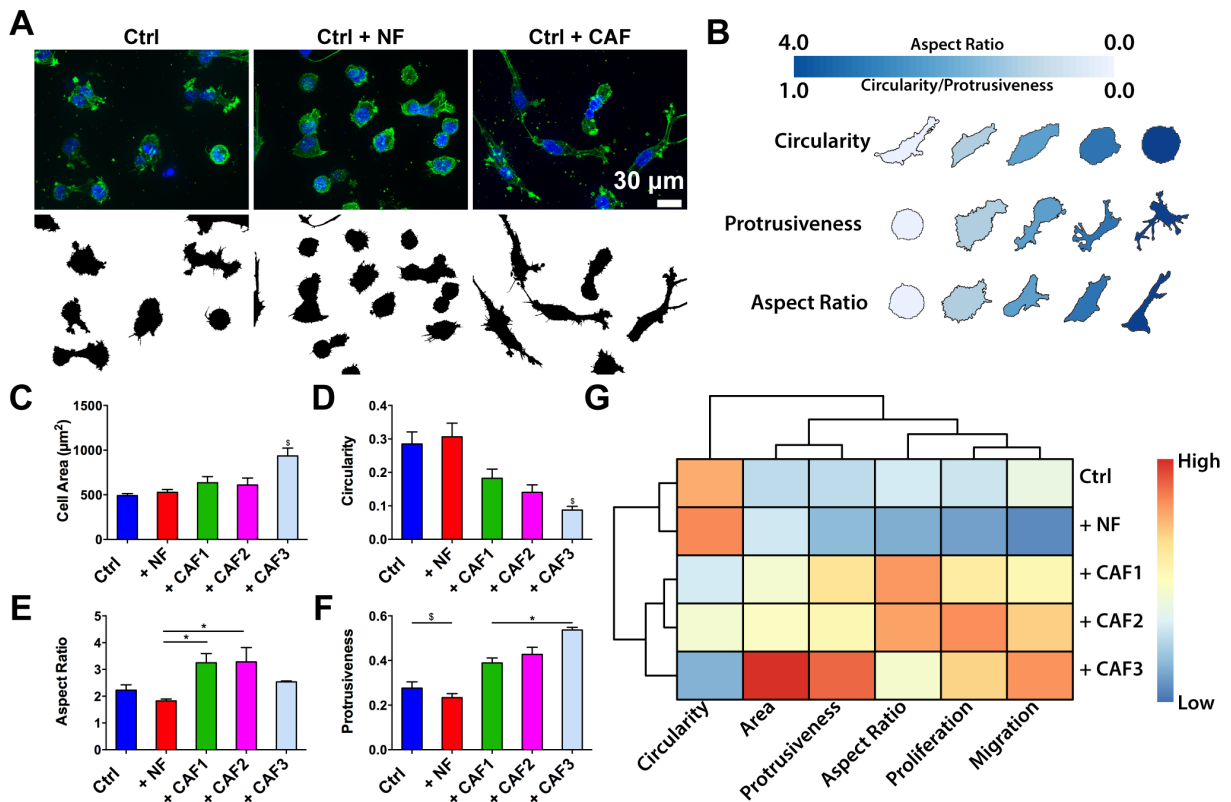 A
Ctrl
Ctrl + NF
Ctrl + CAF
30 µm
B
4.0
Aspect Ratio
0.0
1.0
Circularity/Protrusiveness
0.0
Circularity
Protrusiveness
Aspect Ratio
C
Cell Area (µm²)
1500
1000
500
0
$
Ctrl
+ NF
+ CAF1
+ CAF2
+ CAF3
D
Circularity
0.4
0.3
0.2
0.1
0.0
$
Ctrl
+ NF
+ CAF1
+ CAF2
+ CAF3
E
Aspect Ratio
5
4
3
2
1
0
*
*
Ctrl
+ NF
+ CAF1
+ CAF2
+ CAF3
F
Protrusiveness
0.6
0.4
0.2
0.0
$
*
Ctrl
+ NF
+ CAF1
+ CAF2
+ CAF3
G
Ctrl
+ NF
+ CAF1
+ CAF2
+ CAF3
Circularity
Area
Protrusiveness
Aspect Ratio
Proliferation
Migration
High
Low